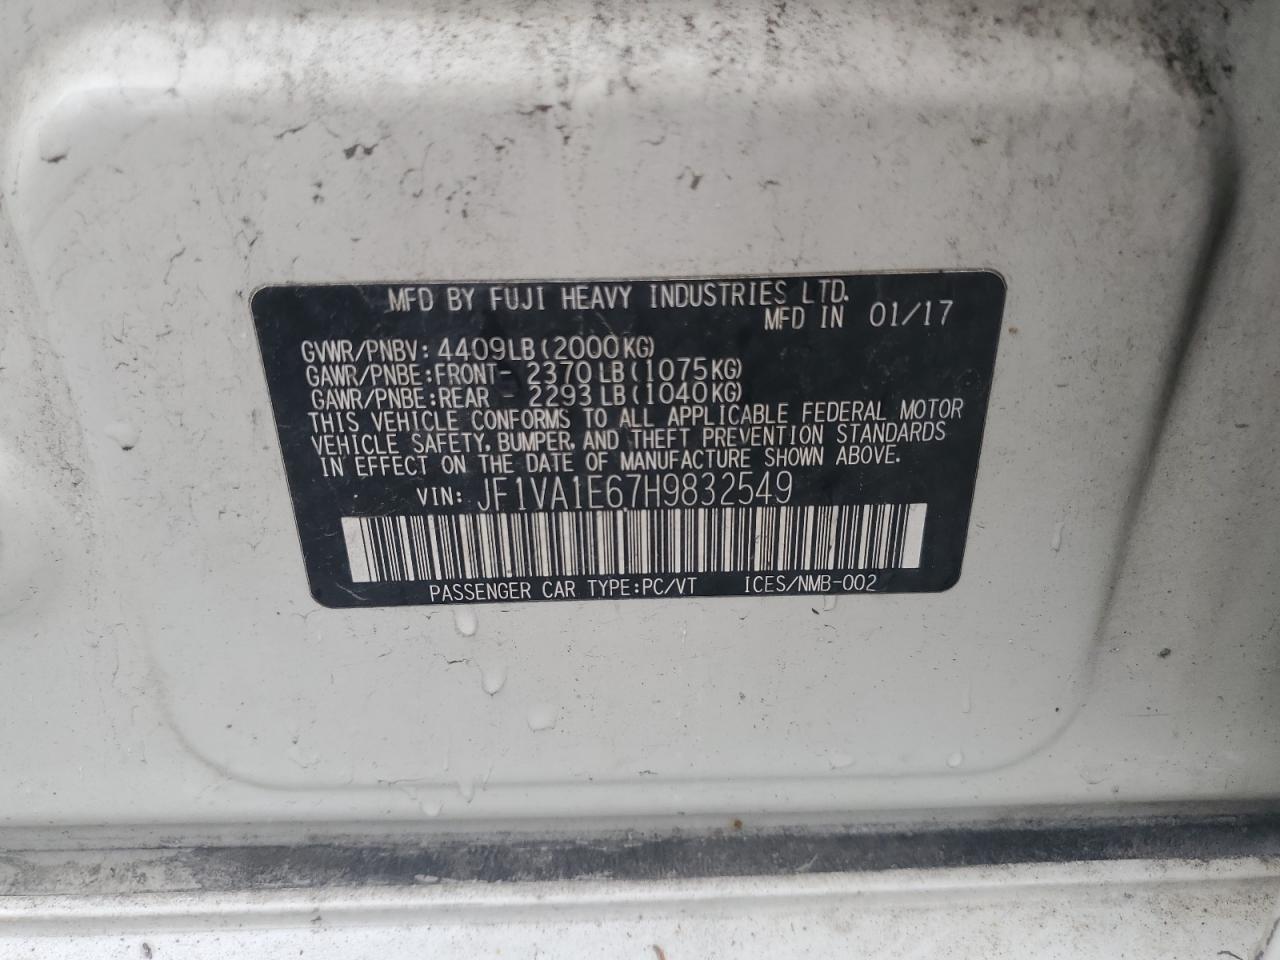 MFD BY FUJI HEAVY INDUSTRIES LTD.
MFD IN 01/17
GVWR/PNBV: 4409LB(2000KG)
GAWR/PNBE:FRONT- 2370LB(1075KG)
GAWR/PNBE:REAR - 2293LB(1040KG)
THIS VEHICLE CONFORMS TO ALL APPLICABLE FEDERAL MOTOR
VEHICLE SAFETY, BUMPER, AND THEFT PREVENTION STANDARDS
IN EFFECT ON THE DATE OF MANUFACTURE SHOWN ABOVE.
VIN: JF1VA1E67H9832549
PASSENGER CAR TYPE:PC/VT ICES/NMB-002